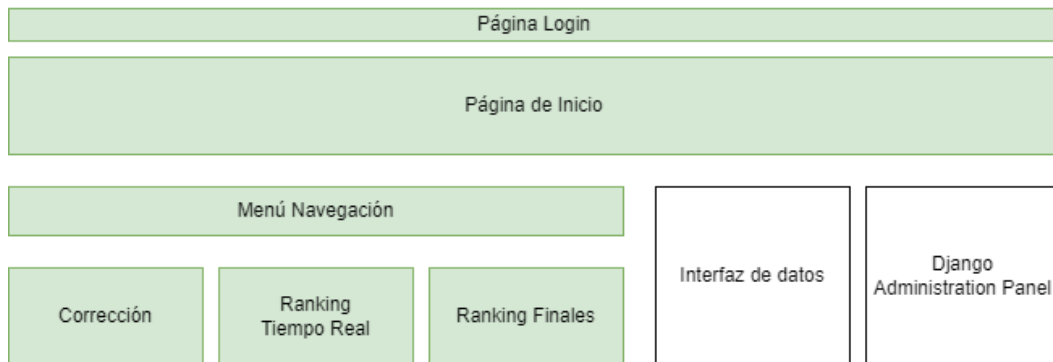 Página Login
Página de Inicio
Menú Navegación
Corrección
Ranking
Tiempo Real
Ranking Finales
Interfaz de datos
Django
Administration Panel